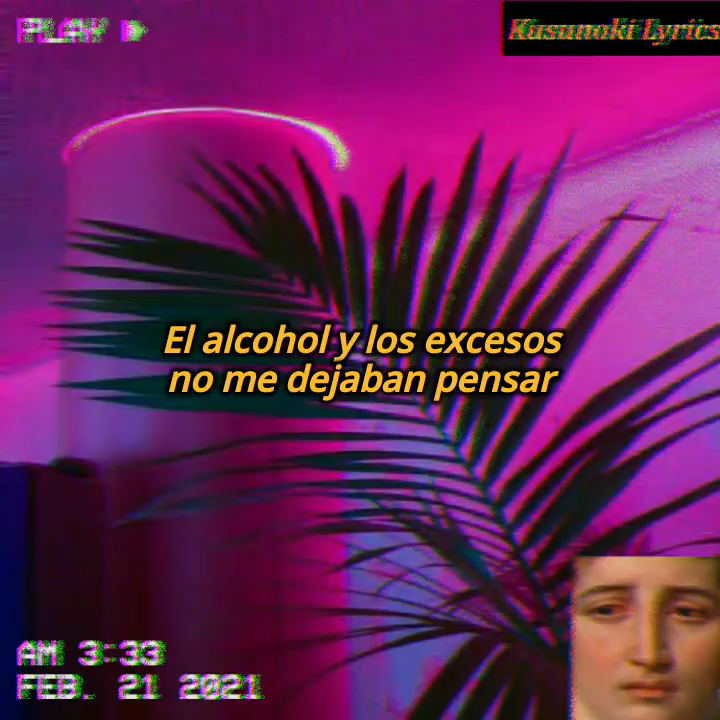 PLAY
Kusunoki Lyrics
El alcohol y los excesos
no me dejaban pensar
AM 3:33
FEB. 21 2021